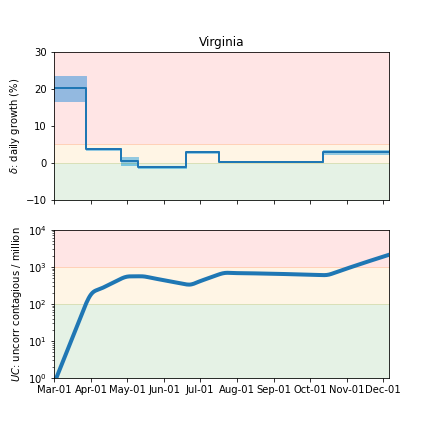 Virginia
δ: daily growth (%)
30
20
10
0
−10
UC: uncorr contagious / million
10⁴
10³
10²
10¹
10⁰
Mar-01 Apr-01 May-01 Jun-01 Jul-01 Aug-01 Sep-01 Oct-01 Nov-01 Dec-01